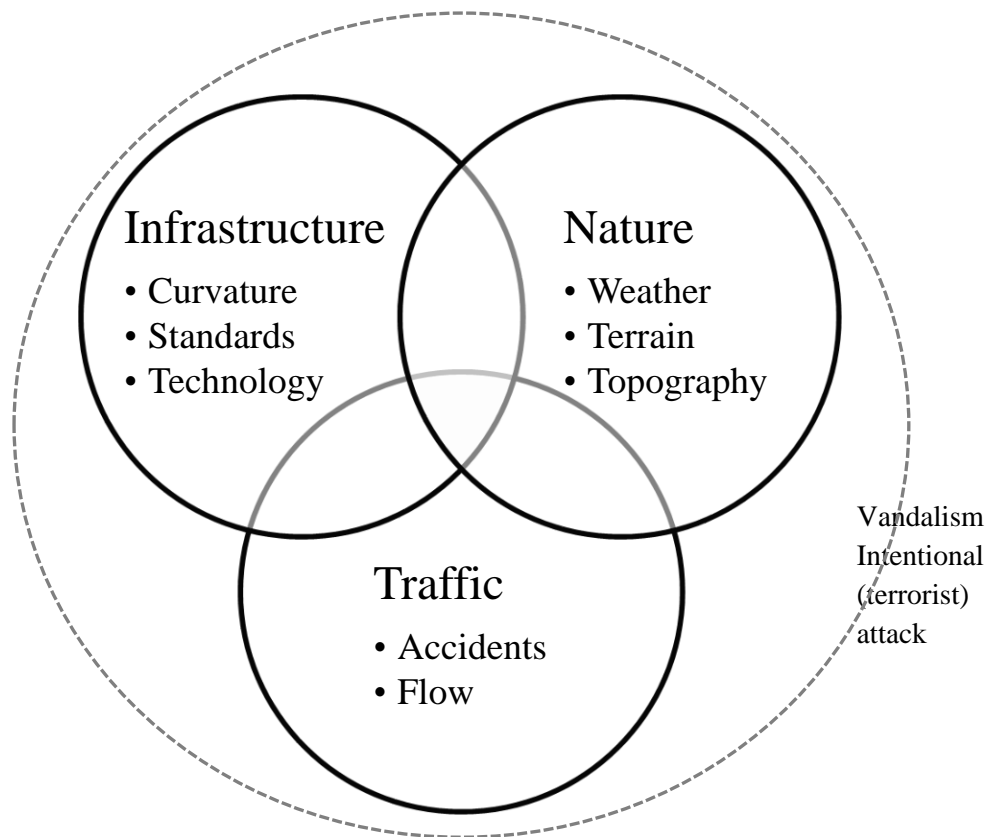 Infrastructure
• Curvature
• Standards
• Technology
Nature
• Weather
• Terrain
• Topography
Traffic
• Accidents
• Flow
Vandalism
Intentional
(terrorist)
attack